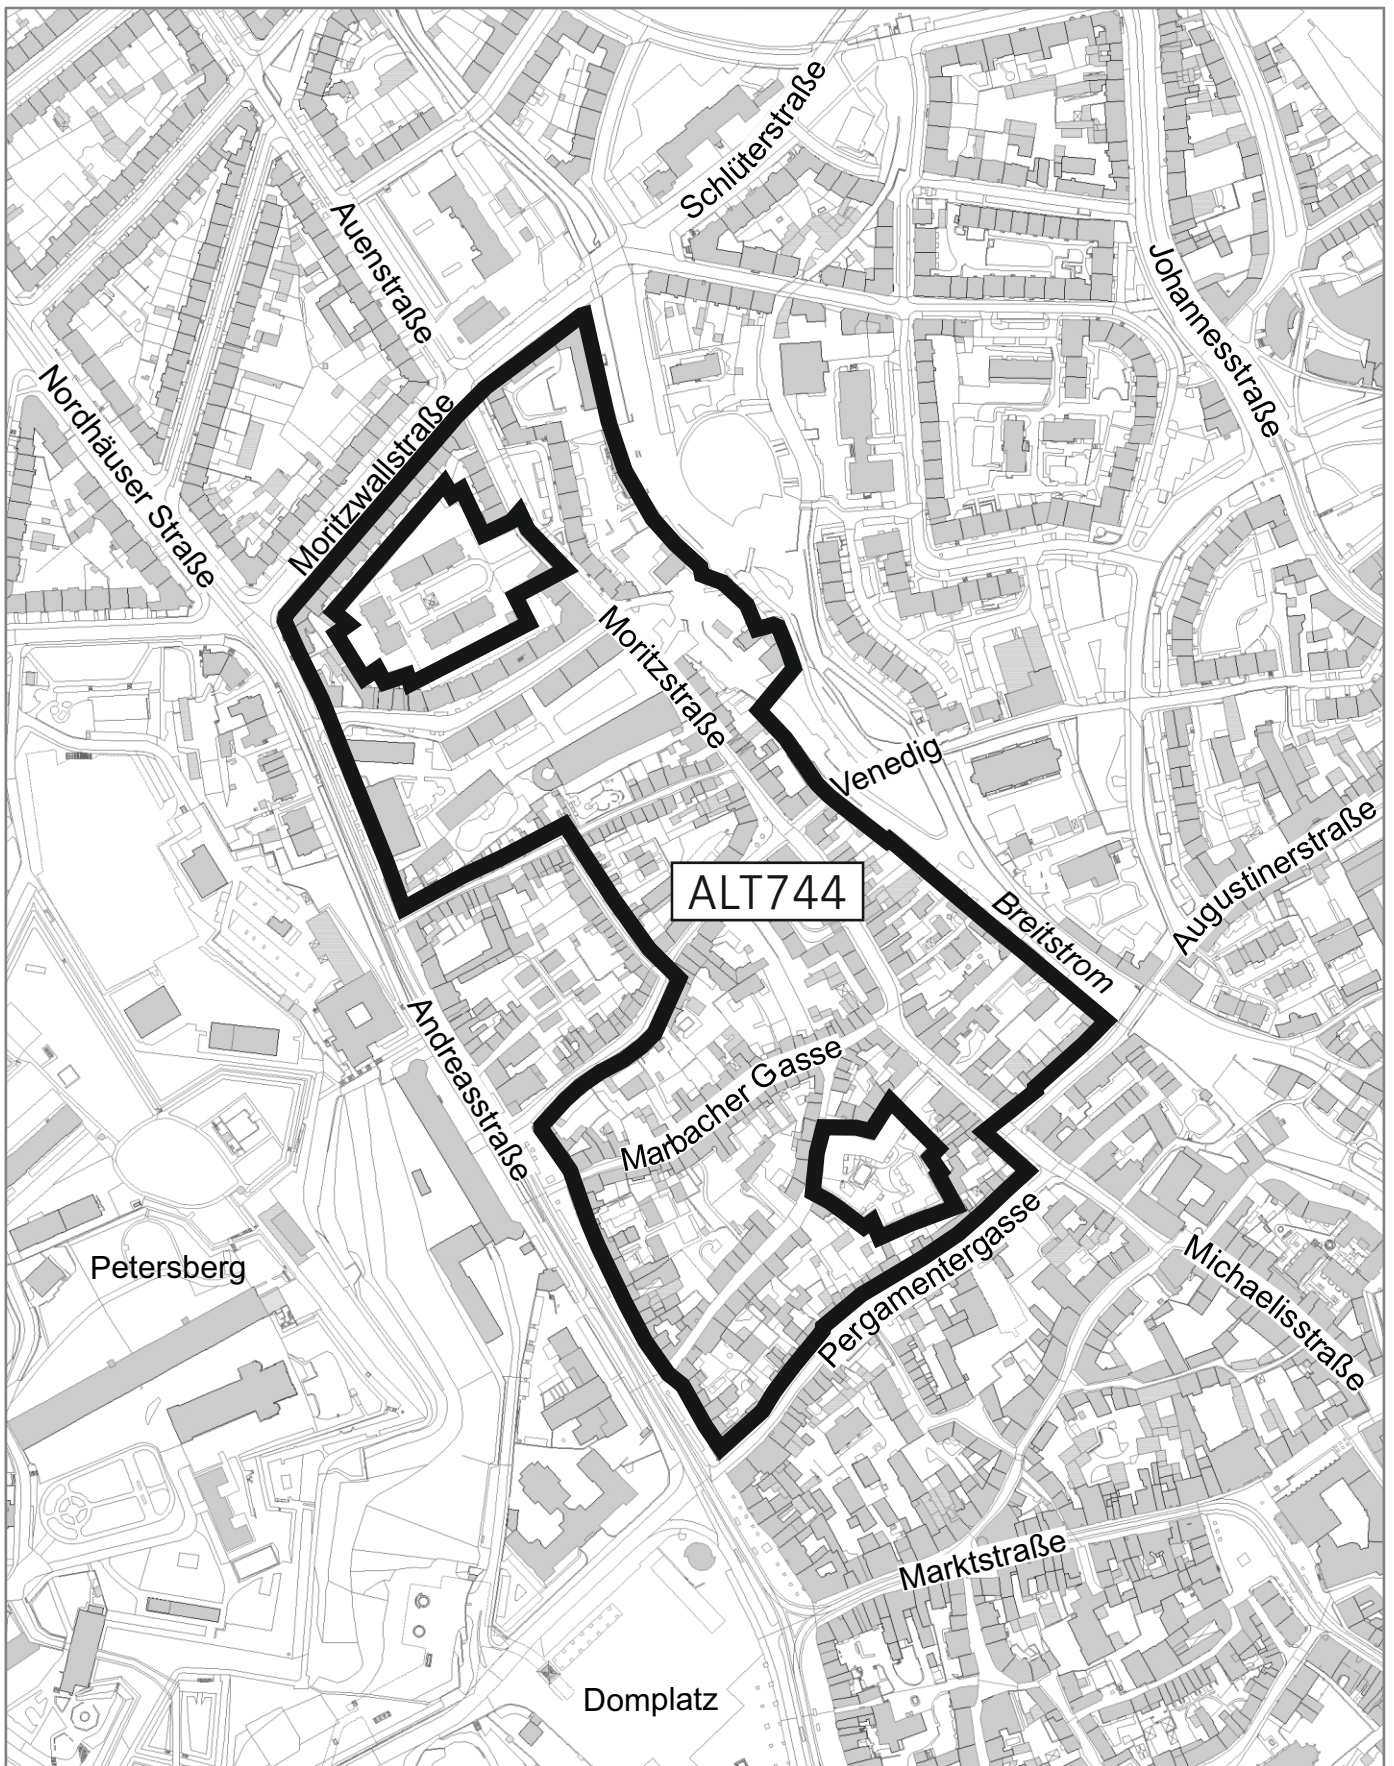 Schlüterstraße
Auenstraße
Johannesstraße
Nordhäuser Straße
Moritzwallstraße
Moritzstraße
Venedig
Augustinerstraße
ALT744
Breitstrom
Andreasstraße
Marbacher Gasse
Petersberg
Pergamentergasse
Michaelisstraße
Marktstraße
Domplatz